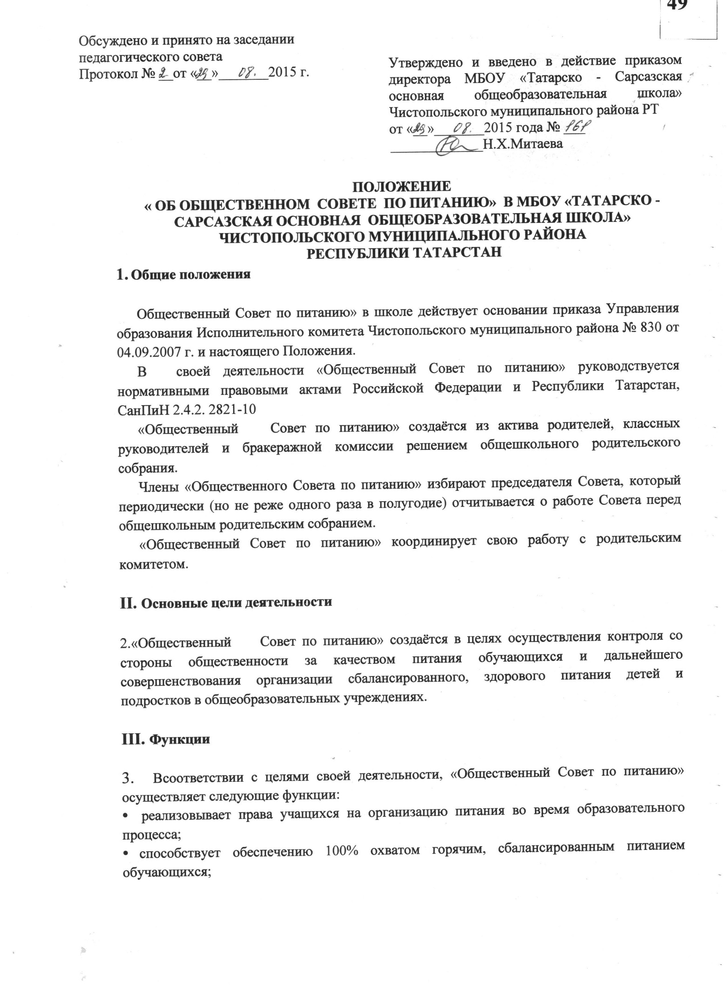 49
Обсуждено и принято на заседании
педагогического совета
Протокол № 2 от «29» 08. 2015 г.
Утверждено и введено в действие приказом
директора МБОУ «Татарско - Сарсазская
основная общеобразовательная школа»
Чистопольского муниципального района РТ
от «29» 08. 2015 года № 161
Н.Х.Митаева
ПОЛОЖЕНИЕ
« ОБ ОБЩЕСТВЕННОМ СОВЕТЕ ПО ПИТАНИЮ» В МБОУ «ТАТАРСКО -
САРСАЗСКАЯ ОСНОВНАЯ ОБЩЕОБРАЗОВАТЕЛЬНАЯ ШКОЛА»
ЧИСТОПОЛЬСКОГО МУНИЦИПАЛЬНОГО РАЙОНА
РЕСПУБЛИКИ ТАТАРСТАН
1. Общие положения
Общественный Совет по питанию» в школе действует основании приказа Управления
образования Исполнительного комитета Чистопольского муниципального района № 830 от
04.09.2007 г. и настоящего Положения.
В своей деятельности «Общественный Совет по питанию» руководствуется
нормативными правовыми актами Российской Федерации и Республики Татарстан,
СанПиН 2.4.2. 2821-10
«Общественный Совет по питанию» создаётся из актива родителей, классных
руководителей и бракеражной комиссии решением общешкольного родительского
собрания.
Члены «Общественного Совета по питанию» избирают председателя Совета, который
периодически (но не реже одного раза в полугодие) отчитывается о работе Совета перед
общешкольным родительским собранием.
«Общественный Совет по питанию» координирует свою работу с родительским
комитетом.
II. Основные цели деятельности
2.«Общественный Совет по питанию» создаётся в целях осуществления контроля со
стороны общественности за качеством питания обучающихся и дальнейшего
совершенствования организации сбалансированного, здорового питания детей и
подростков в общеобразовательных учреждениях.
III. Функции
3. Всоответствии с целями своей деятельности, «Общественный Совет по питанию»
осуществляет следующие функции:
• реализовывает права учащихся на организацию питания во время образовательного
процесса;
• способствует обеспечению 100% охватом горячим, сбалансированным питанием
обучающихся;